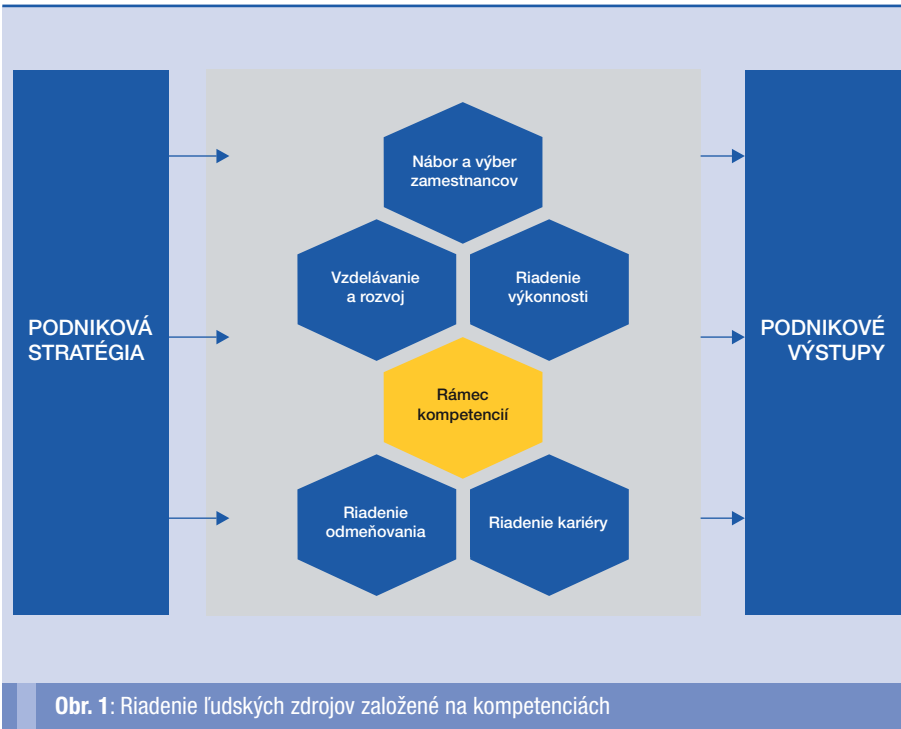 Nábor a výber
zamestnancov
Vzdelávanie
a rozvoj
Riadenie
výkonnosti
PODNIKOVÁ
STRATÉGIA
PODNIKOVÉ
VÝSTUPY
Rámec
kompetencií
Riadenie
odmeňovania
Riadenie kariéry
Obr. 1: Riadenie ľudských zdrojov založené na kompetenciách